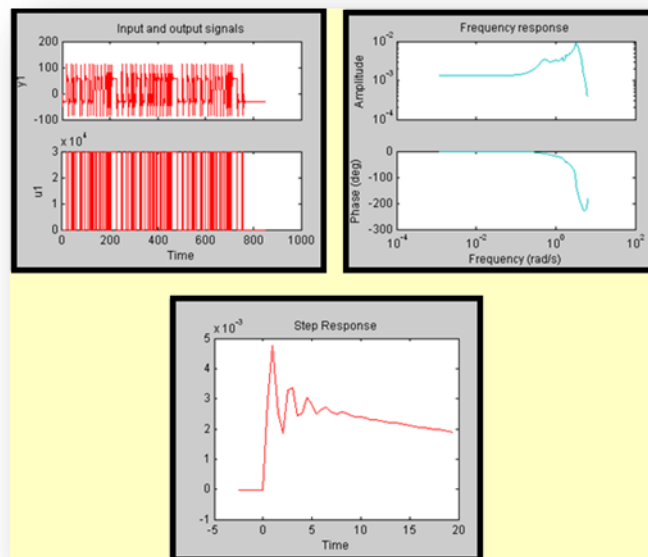 Input and output signals
200
100
0
-100
y1
x 10^4
3
2
1
0
u1
0 200 400 600 800 1000
Time
Frequency response
10^-2
10^-3
10^-4
Amplitude
0
-100
-200
-300
Phase (deg)
10^-4 10^-2 10^0 10^2
Frequency (rad/s)
Step Response
x 10^-3
5
4
3
2
1
0
-1
-5 0 5 10 15 20
Time